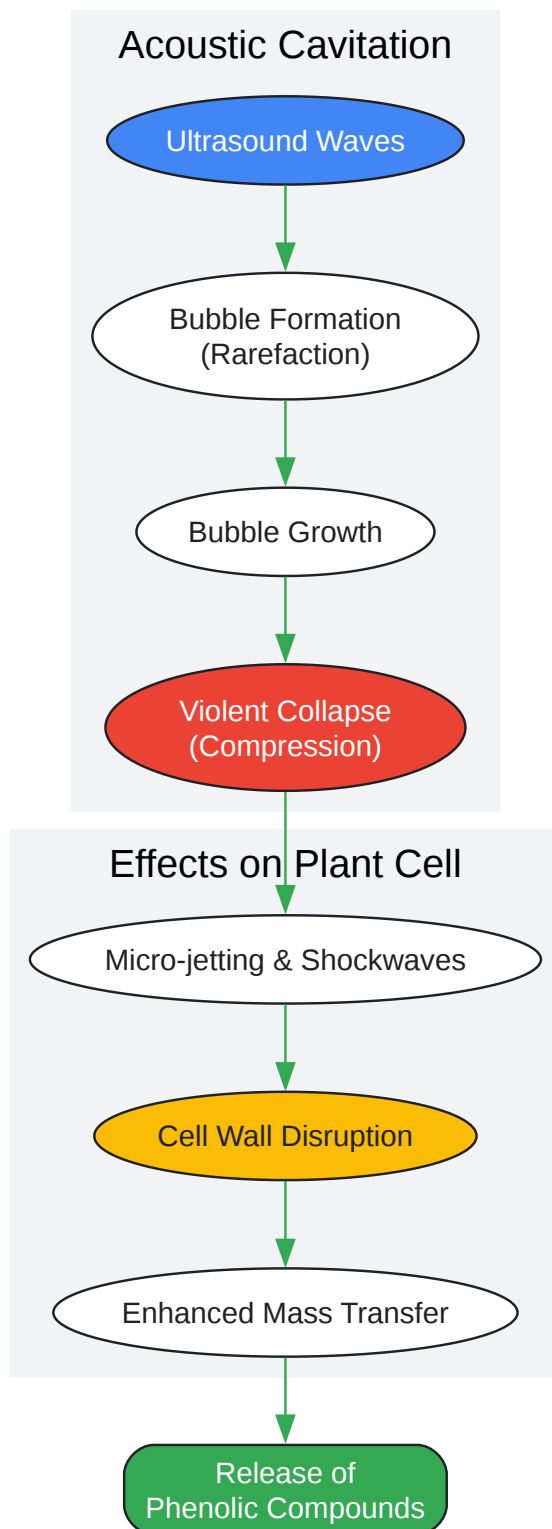 Acoustic Cavitation
Ultrasound Waves
Bubble Formation
(Rarefaction)
Bubble Growth
Violent Collapse
(Compression)
Effects on Plant Cell
Micro-jetting & Shockwaves
Cell Wall Disruption
Enhanced Mass Transfer
Release of
Phenolic Compounds